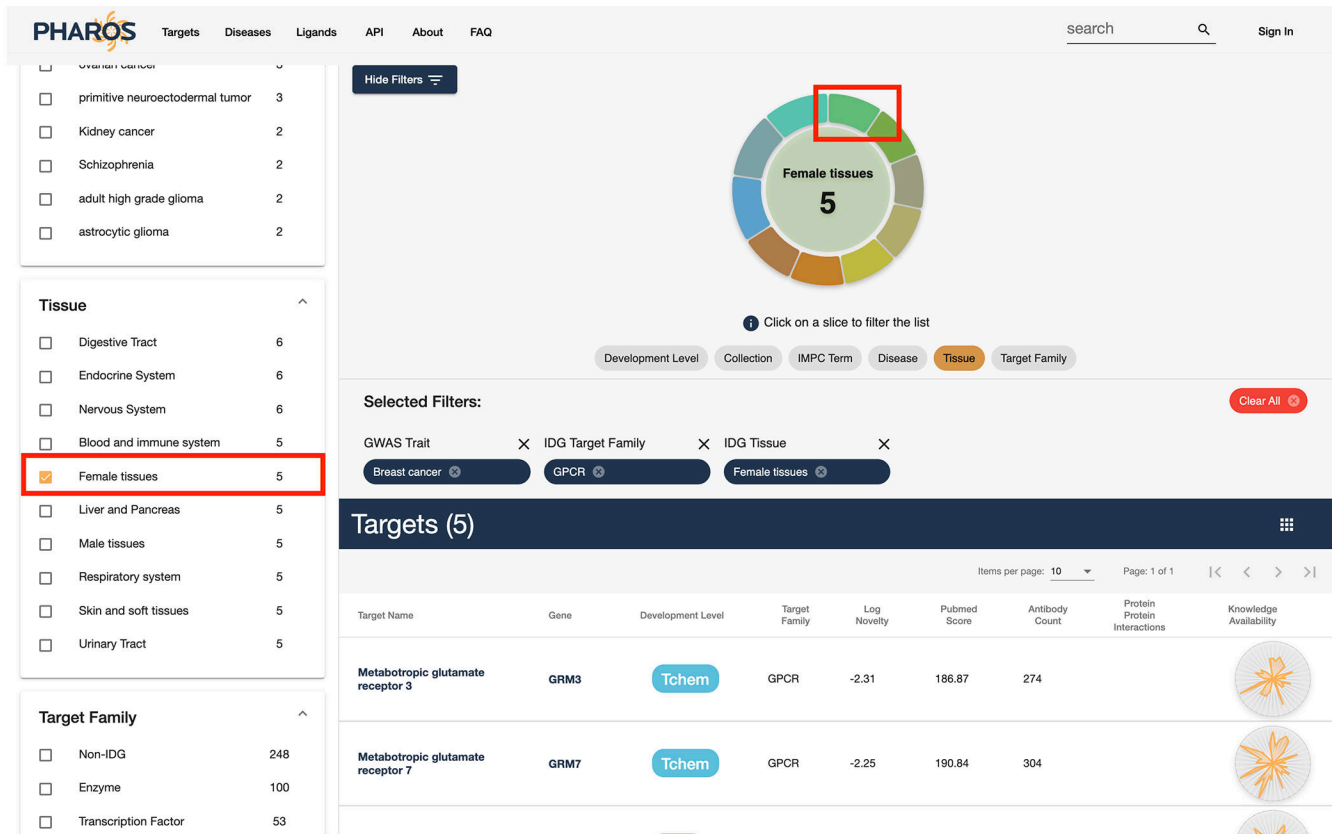 PHAROS
Targets
Diseases
Ligands
API
About
FAQ
search
Sign In
ovarian cancer 3
primitive neuroectodermal tumor 3
Kidney cancer 2
Schizophrenia 2
adult high grade glioma 2
astrocytic glioma 2
Tissue
Digestive Tract 6
Endocrine System 6
Nervous System 6
Blood and immune system 5
Female tissues 5
Liver and Pancreas 5
Male tissues 5
Respiratory system 5
Skin and soft tissues 5
Urinary Tract 5
Target Family
Non-IDG 248
Enzyme 100
Transcription Factor 53
Hide Filters
Female tissues
5
Click on a slice to filter the list
Development Level
Collection
IMPC Term
Disease
Tissue
Target Family
Selected Filters:
Clear All
GWAS Trait
IDG Target Family
IDG Tissue
Breast cancer
GPCR
Female tissues
Targets (5)
Items per page: 10
Page: 1 of 1
Target Name
Gene
Development Level
Target
Family
Log
Novelty
Pubmed
Score
Antibody
Count
Protein
Protein
Interactions
Knowledge
Availability
Metabotropic glutamate
receptor 3
GRM3
Tchem
GPCR
-2.31
186.87
274
Metabotropic glutamate
receptor 7
GRM7
Tchem
GPCR
-2.25
190.84
304